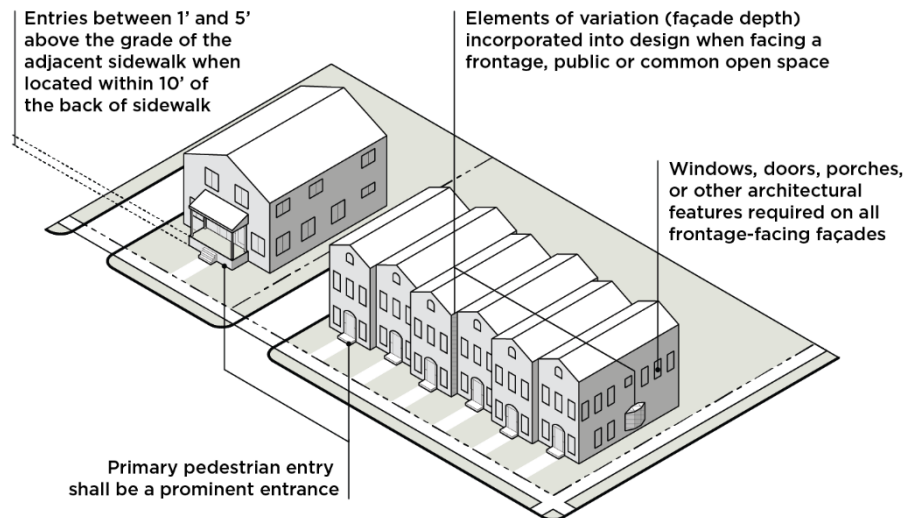 Entries between 1’ and 5’
above the grade of the
adjacent sidewalk when
located within 10’ of
the back of sidewalk
Elements of variation (façade depth)
incorporated into design when facing a
frontage, public or common open space
Windows, doors, porches,
or other architectural
features required on all
frontage-facing façades
Primary pedestrian entry
shall be a prominent entrance